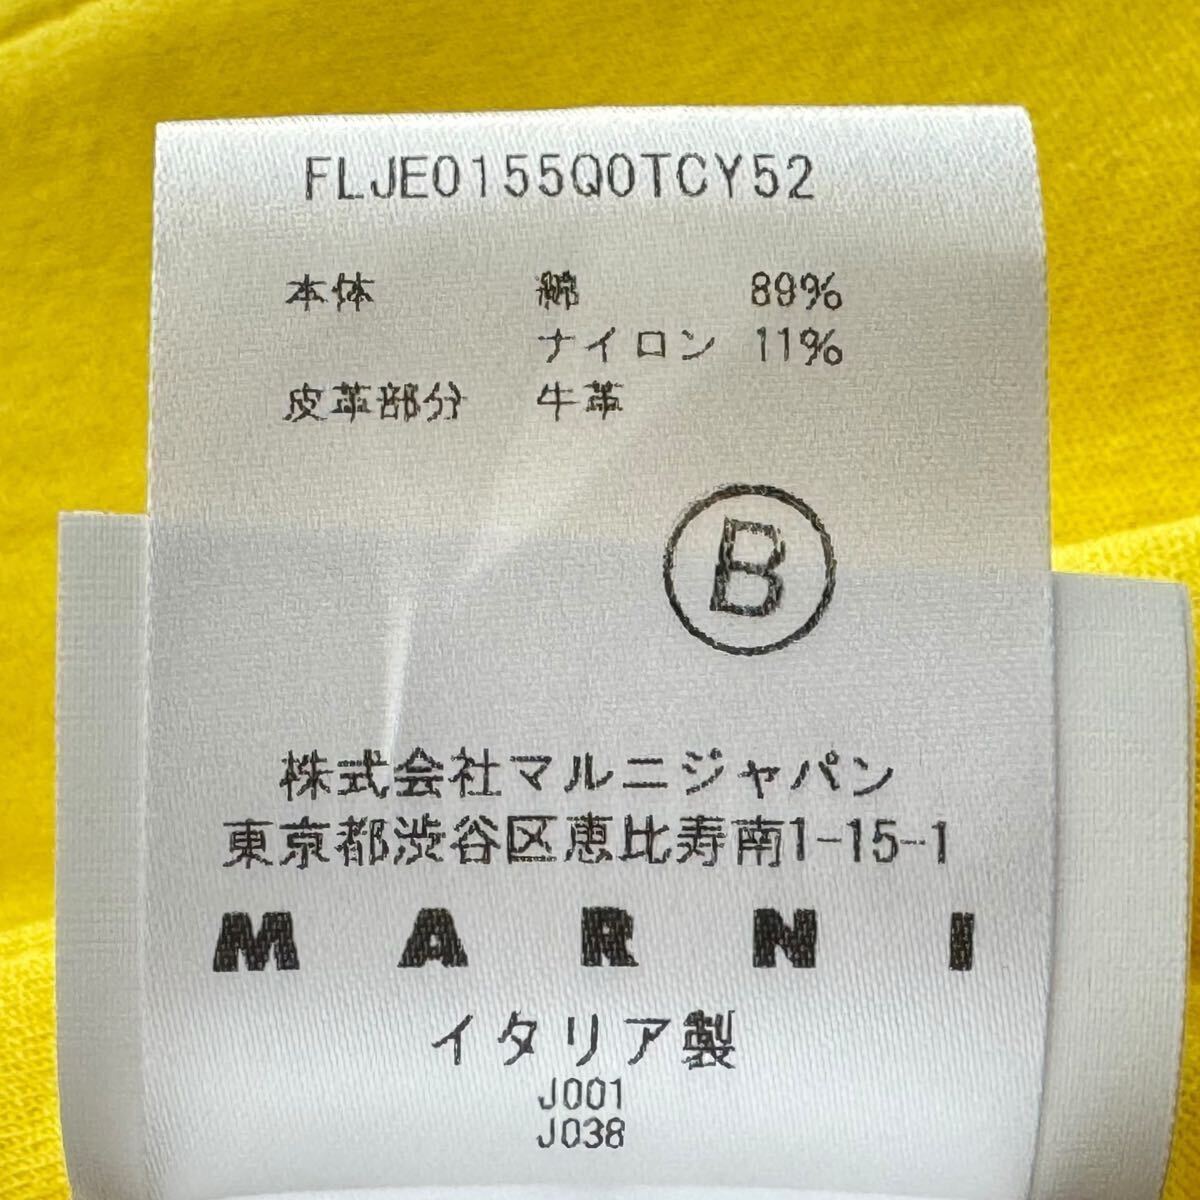 FLJE0155Q0TCY52
本体 綿 89%
ナイロン 11%
皮革部分 牛革
B
株式会社マルニジャパン
東京都渋谷区恵比寿南1-15-1
MARNI
イタリア製
J001
J038